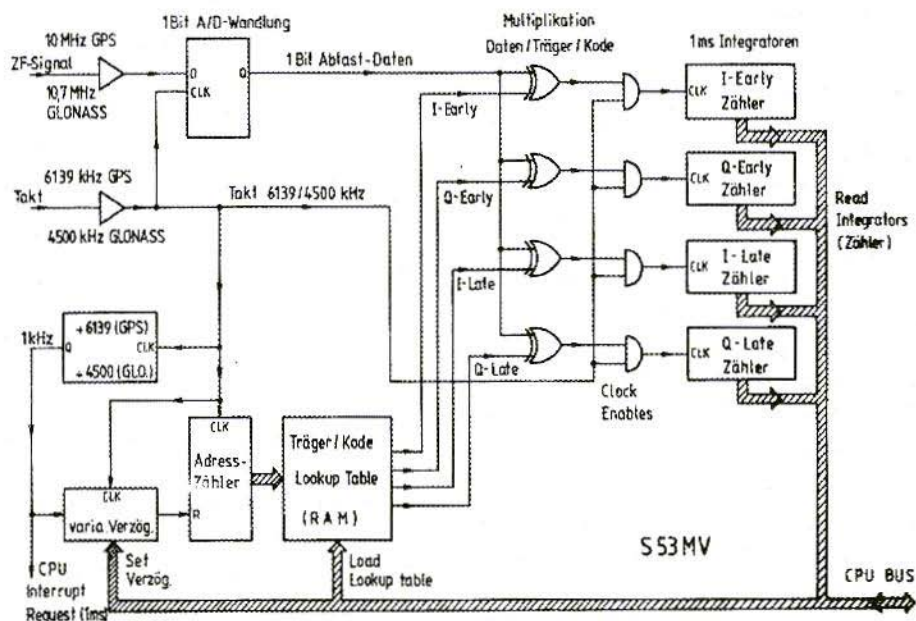 10 MHz GPS
ZF-Signal
10,7 MHz
GLONASS
1Bit A/D-Wandlung
D
Q
CLK
1Bit Abtast-Daten
Multiplikation
Daten / Träger / Kode
1ms Integratoren
I-Early
Q-Early
I-Late
Q-Late
CLK
I-Early
Zähler
CLK
Q-Early
Zähler
CLK
I-Late
Zähler
CLK
Q-Late
Zähler
Read
Integrators
(Zähler)
Clock
Enables
6139 kHz GPS
Takt
4500 kHz GLONASS
Takt 6139/4500 kHz
1kHz
÷ 6139 (GPS)
Q
CLK
÷ 4500 (GLO.)
CLK
varia. Verzög.
CLK
Adress-
Zähler
R
Träger / Kode
Lookup Table
(RAM)
CPU
Interrupt
Request (1ms)
Set
Verzög.
Load
Lookup table
S53MV
CPU BUS